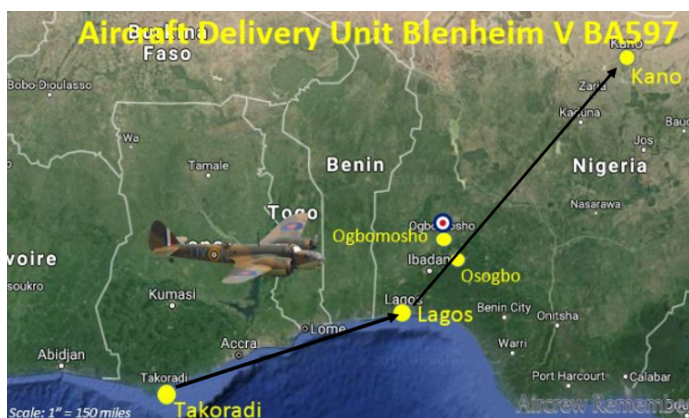 Aircraft Delivery Unit Blenheim V BA597
Burkina
Faso
Kano
Kano
Bobo-Dioulasso
Zaria
Kaduna
Wa
Jos
Tamale
Benin
Nigeria
Nasarawa
Togo
Ogbomosho
Ogbomosho
voire
Ibadan
Osogbo
soukro
Kumasi
Lagos
Lagos
Benin City
Onitsha
Lome
Accra
Warri
Abidjan
Takoradi
Port Harcourt
Calabar
Scale: 1" = 150 miles
Takoradi
Aircrew Remembered